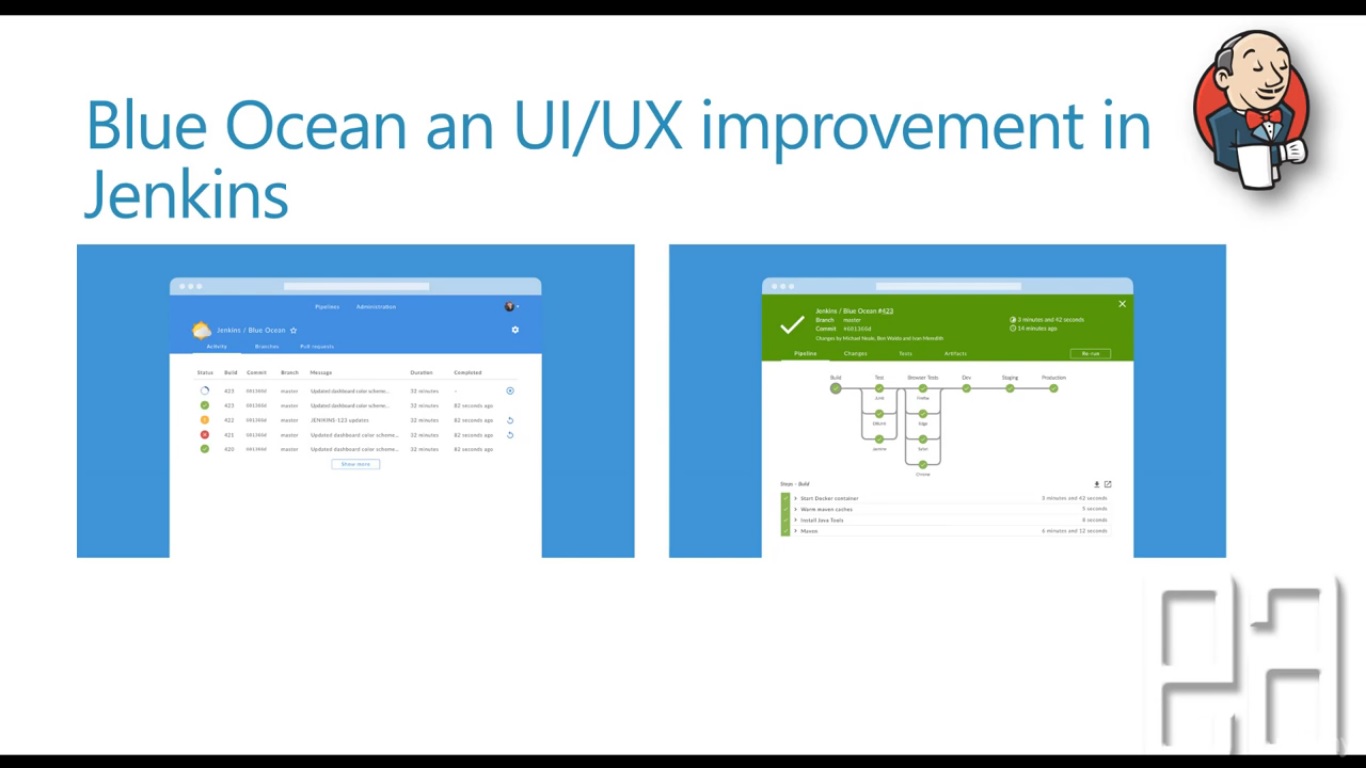 Blue Ocean an UI/UX improvement in
Jenkins
Pipelines Administration
Jenkins / Blue Ocean
Activity Branches Pull requests
Status Build Commit Branch Message Duration Completed
423 master Updated dashboard color scheme... 32 minutes -
423 master Updated dashboard color scheme... 32 minutes 82 seconds ago
422 master JENKINS-123 updates 32 minutes 82 seconds ago
421 master Updated dashboard color scheme... 32 minutes 82 seconds ago
420 master Updated dashboard color scheme... 32 minutes 82 seconds ago
Show more
Jenkins / Blue Ocean #423
Branch master
Commit
3 minutes and 42 seconds
14 minutes ago
Changes by Michael Neale, Ben Walds and Ivan Meredith
Pipeline Changes Tests Artifacts Re-run
Build Test Browser Tests Dev Staging Production
JUnit Firefox
DBUnit Edge
Jasmine Safari
Chrome
Steps - Build
Start Docker container 3 minutes and 42 seconds
Warm maven caches 5 seconds
Install Java Tools 8 seconds
Maven 6 minutes and 12 seconds